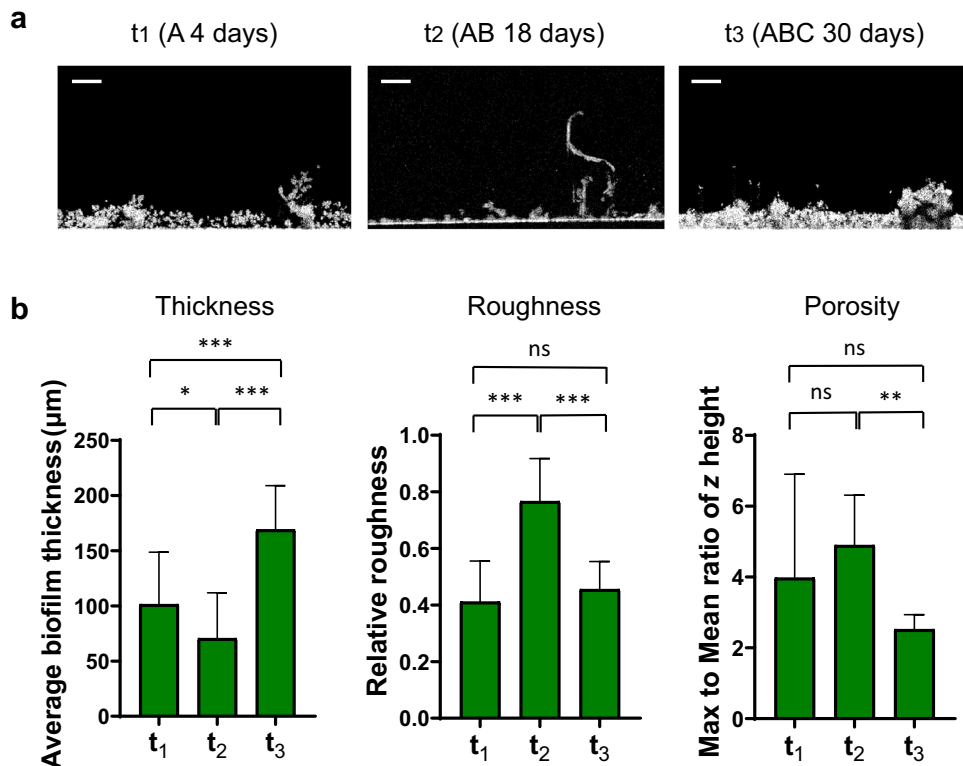 a
t1 (A 4 days)
t2 (AB 18 days)
t3 (ABC 30 days)
b
Thickness
Average biofilm thickness (μm)
***
*
***
250
200
150
100
50
0
t1
t2
t3
Roughness
Relative roughness
ns
***
***
1.0
0.8
0.6
0.4
0.2
0.0
t1
t2
t3
Porosity
Max to Mean ratio of z height
ns
ns
**
8
6
4
2
0
t1
t2
t3